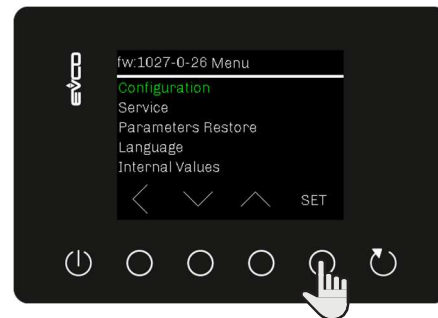 evco
fw:1027-0-26 Menu
Configuration
Service
Parameters Restore
Language
Internal Values
SET